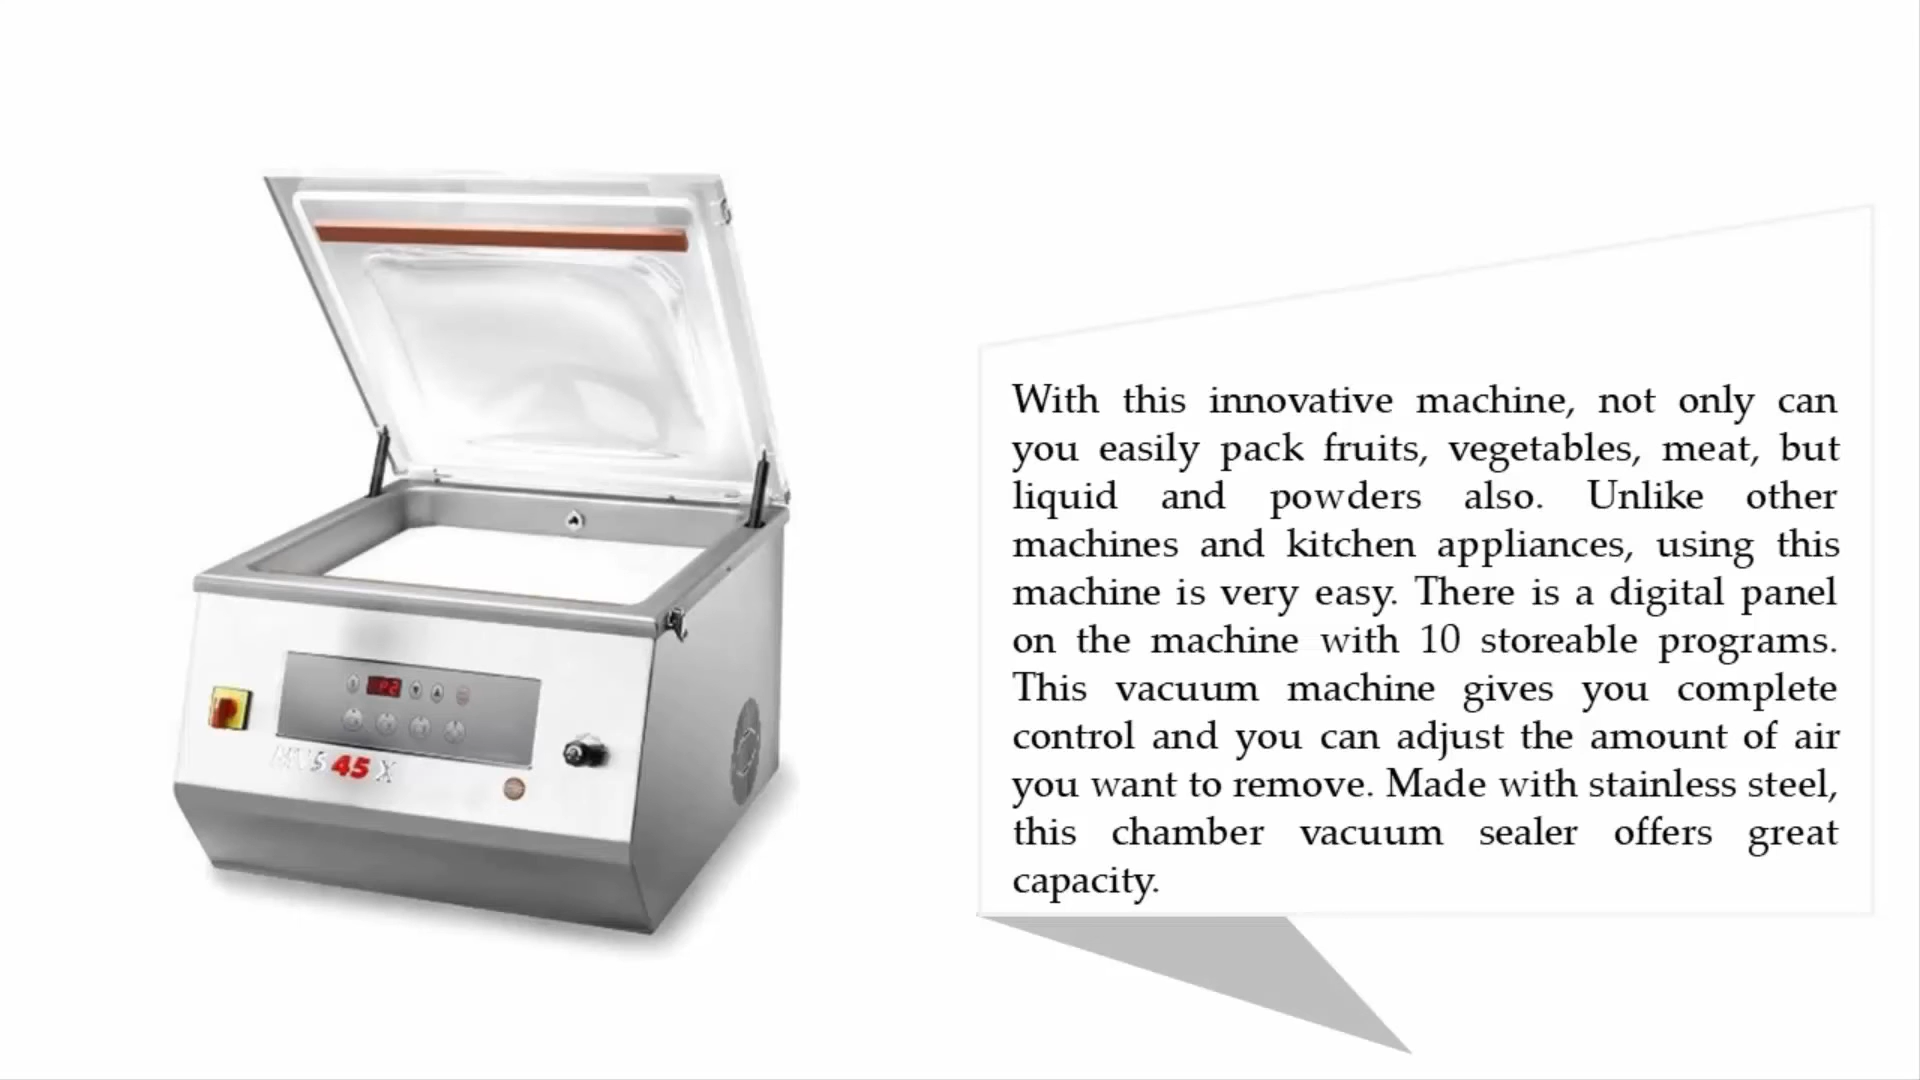 With this innovative machine, not only can
you easily pack fruits, vegetables, meat, but
liquid and powders also. Unlike other
machines and kitchen appliances, using this
machine is very easy. There is a digital panel
on the machine with 10 storeable programs.
This vacuum machine gives you complete
control and you can adjust the amount of air
you want to remove. Made with stainless steel,
this chamber vacuum sealer offers great
capacity.
45 X